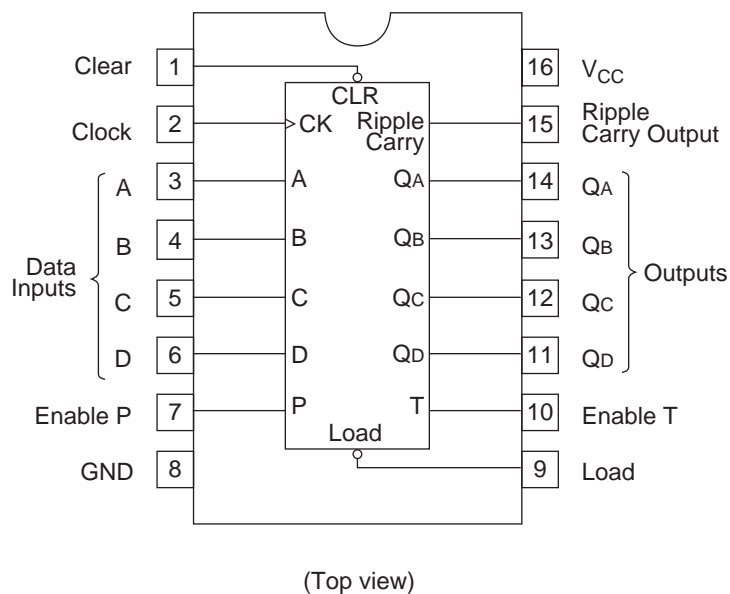 Clear 1 16 VCC
CLR
Clock 2 CK Ripple Carry 15 Ripple Carry Output
A 3 A QA 14 QA
B 4 B QB 13 QB
Data Inputs
Outputs
C 5 C QC 12 QC
D 6 D QD 11 QD
Enable P 7 P T 10 Enable T
Load
GND 8 9 Load
(Top view)